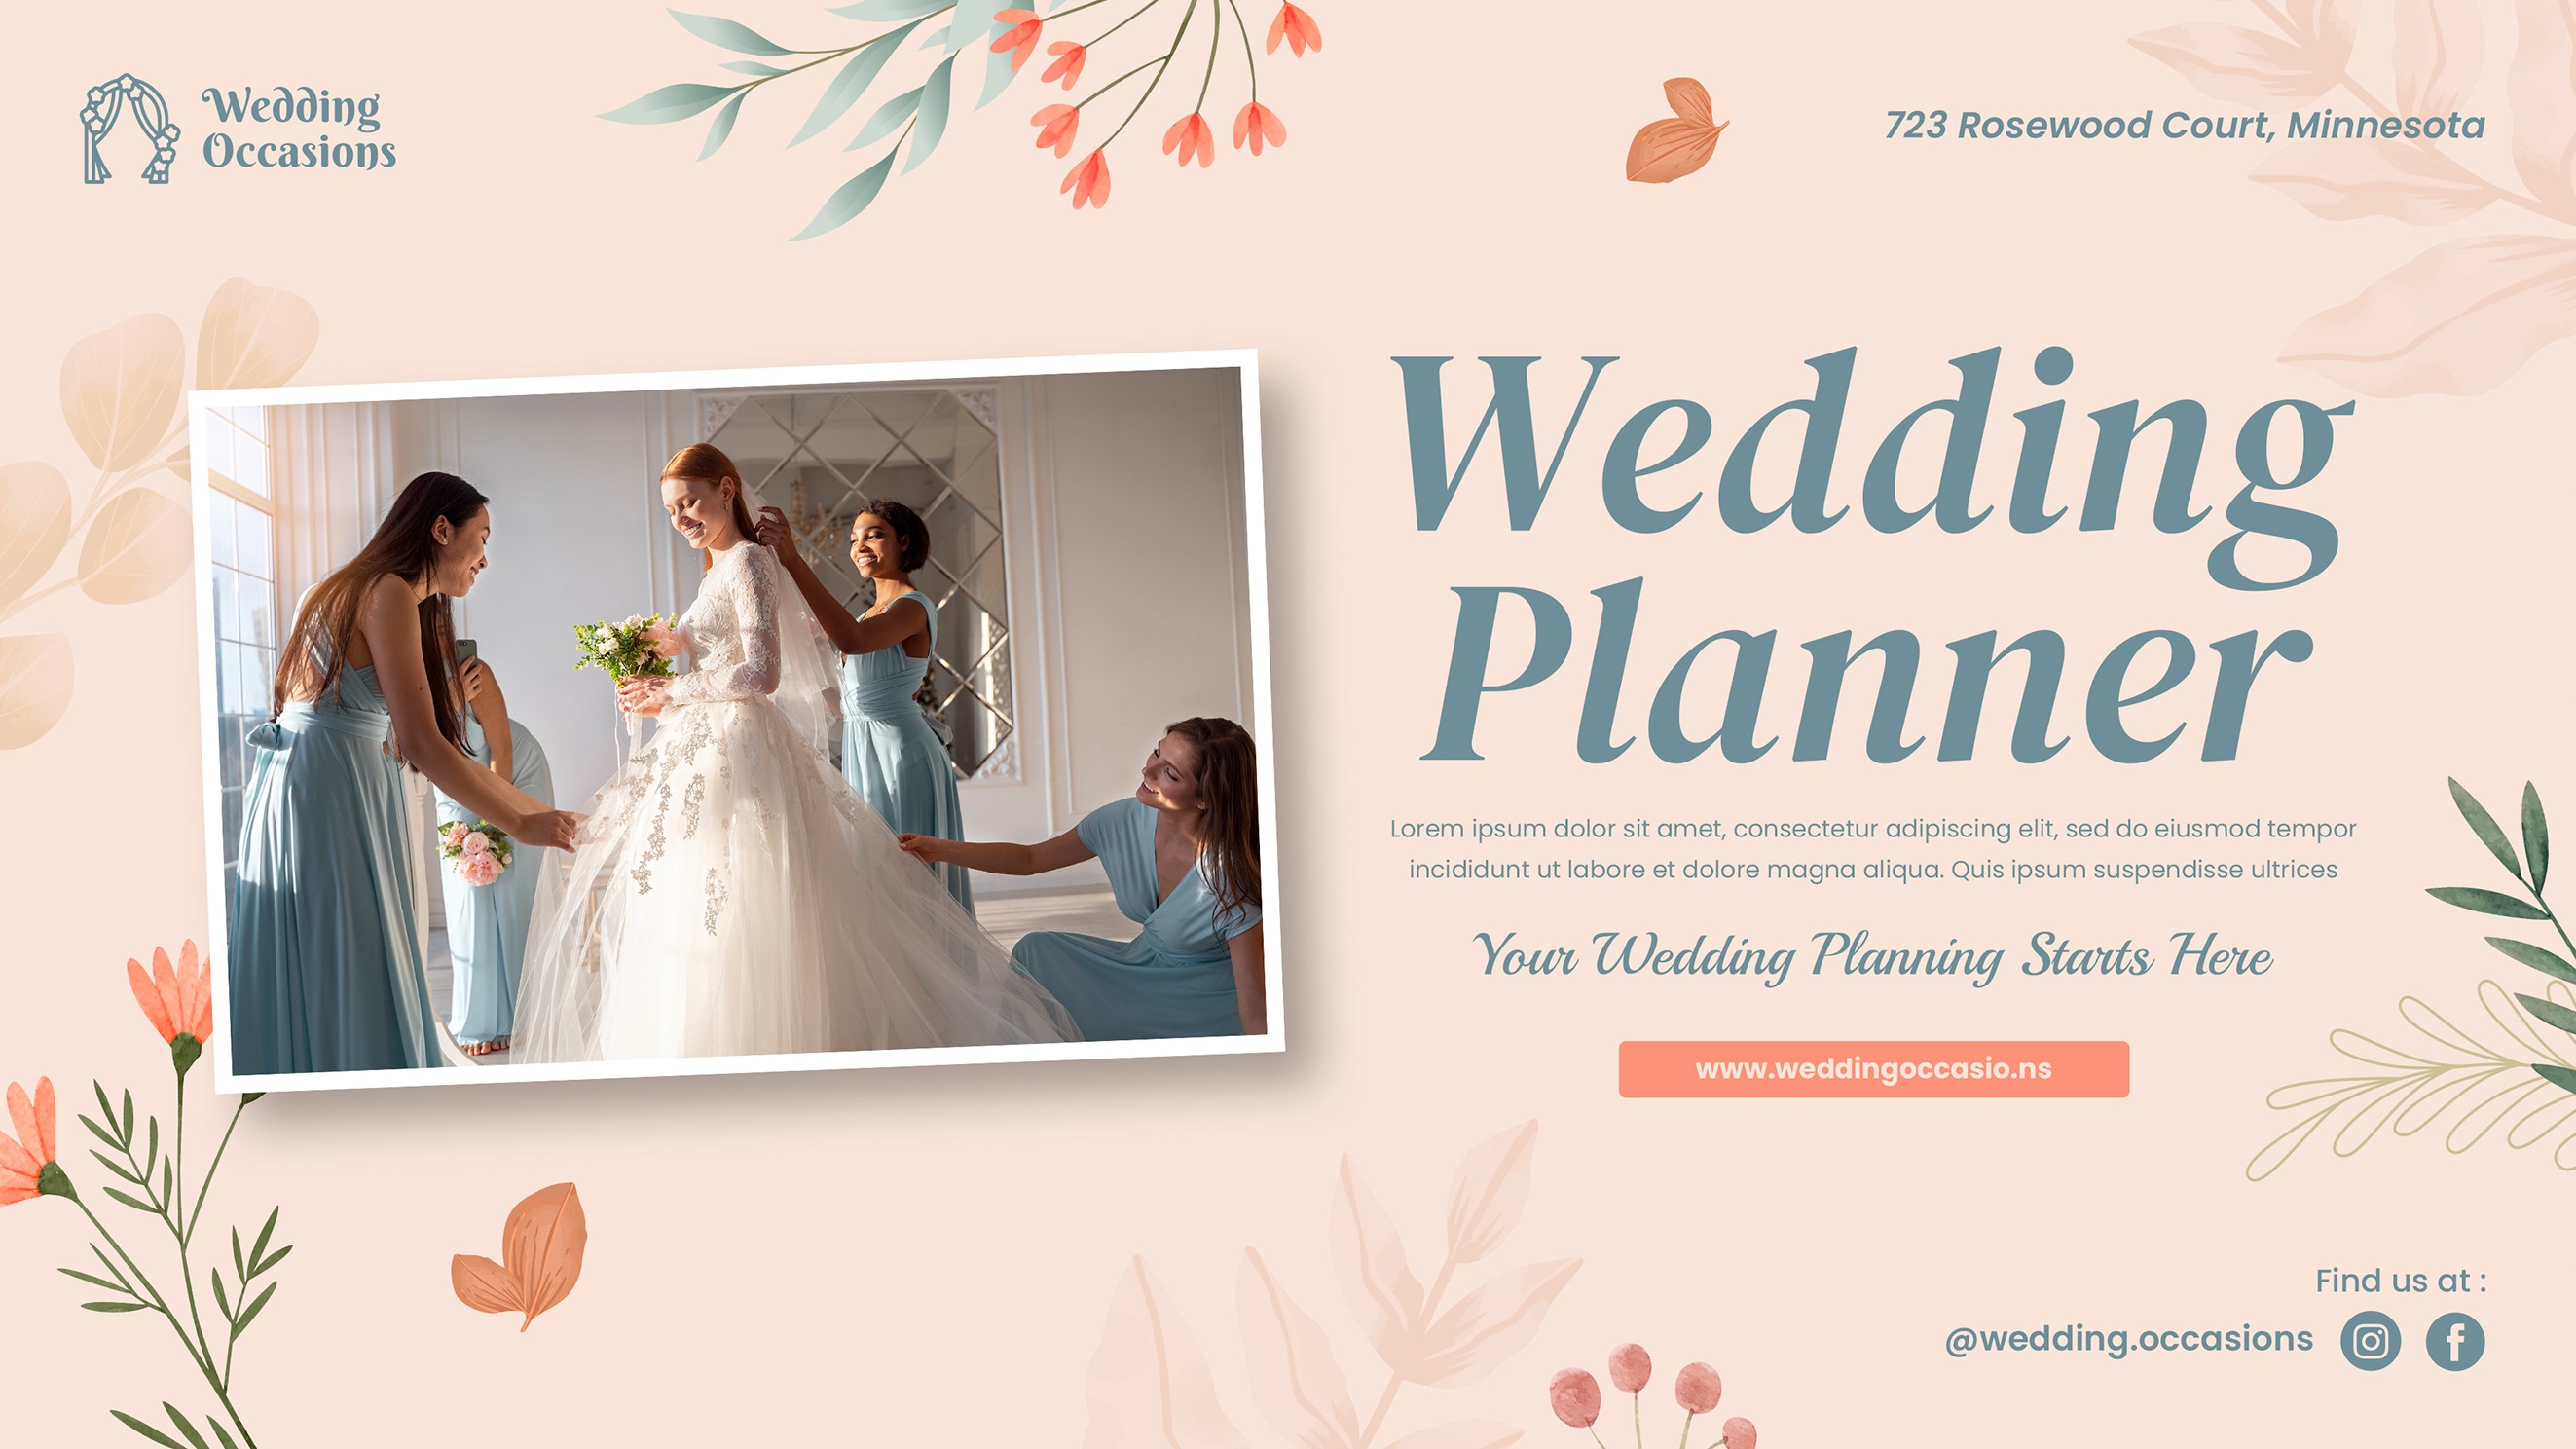 Wedding
Occasions
723 Rosewood Court, Minnesota
Wedding
Planner
Lorem ipsum dolor sit amet, consectetur adipiscing elit, sed do eiusmod tempor
incididunt ut labore et dolore magna aliqua. Quis ipsum suspendisse ultrices
Your Wedding Planning Starts Here
www.weddingoccasio.ns
Find us at :
@wedding.occasions